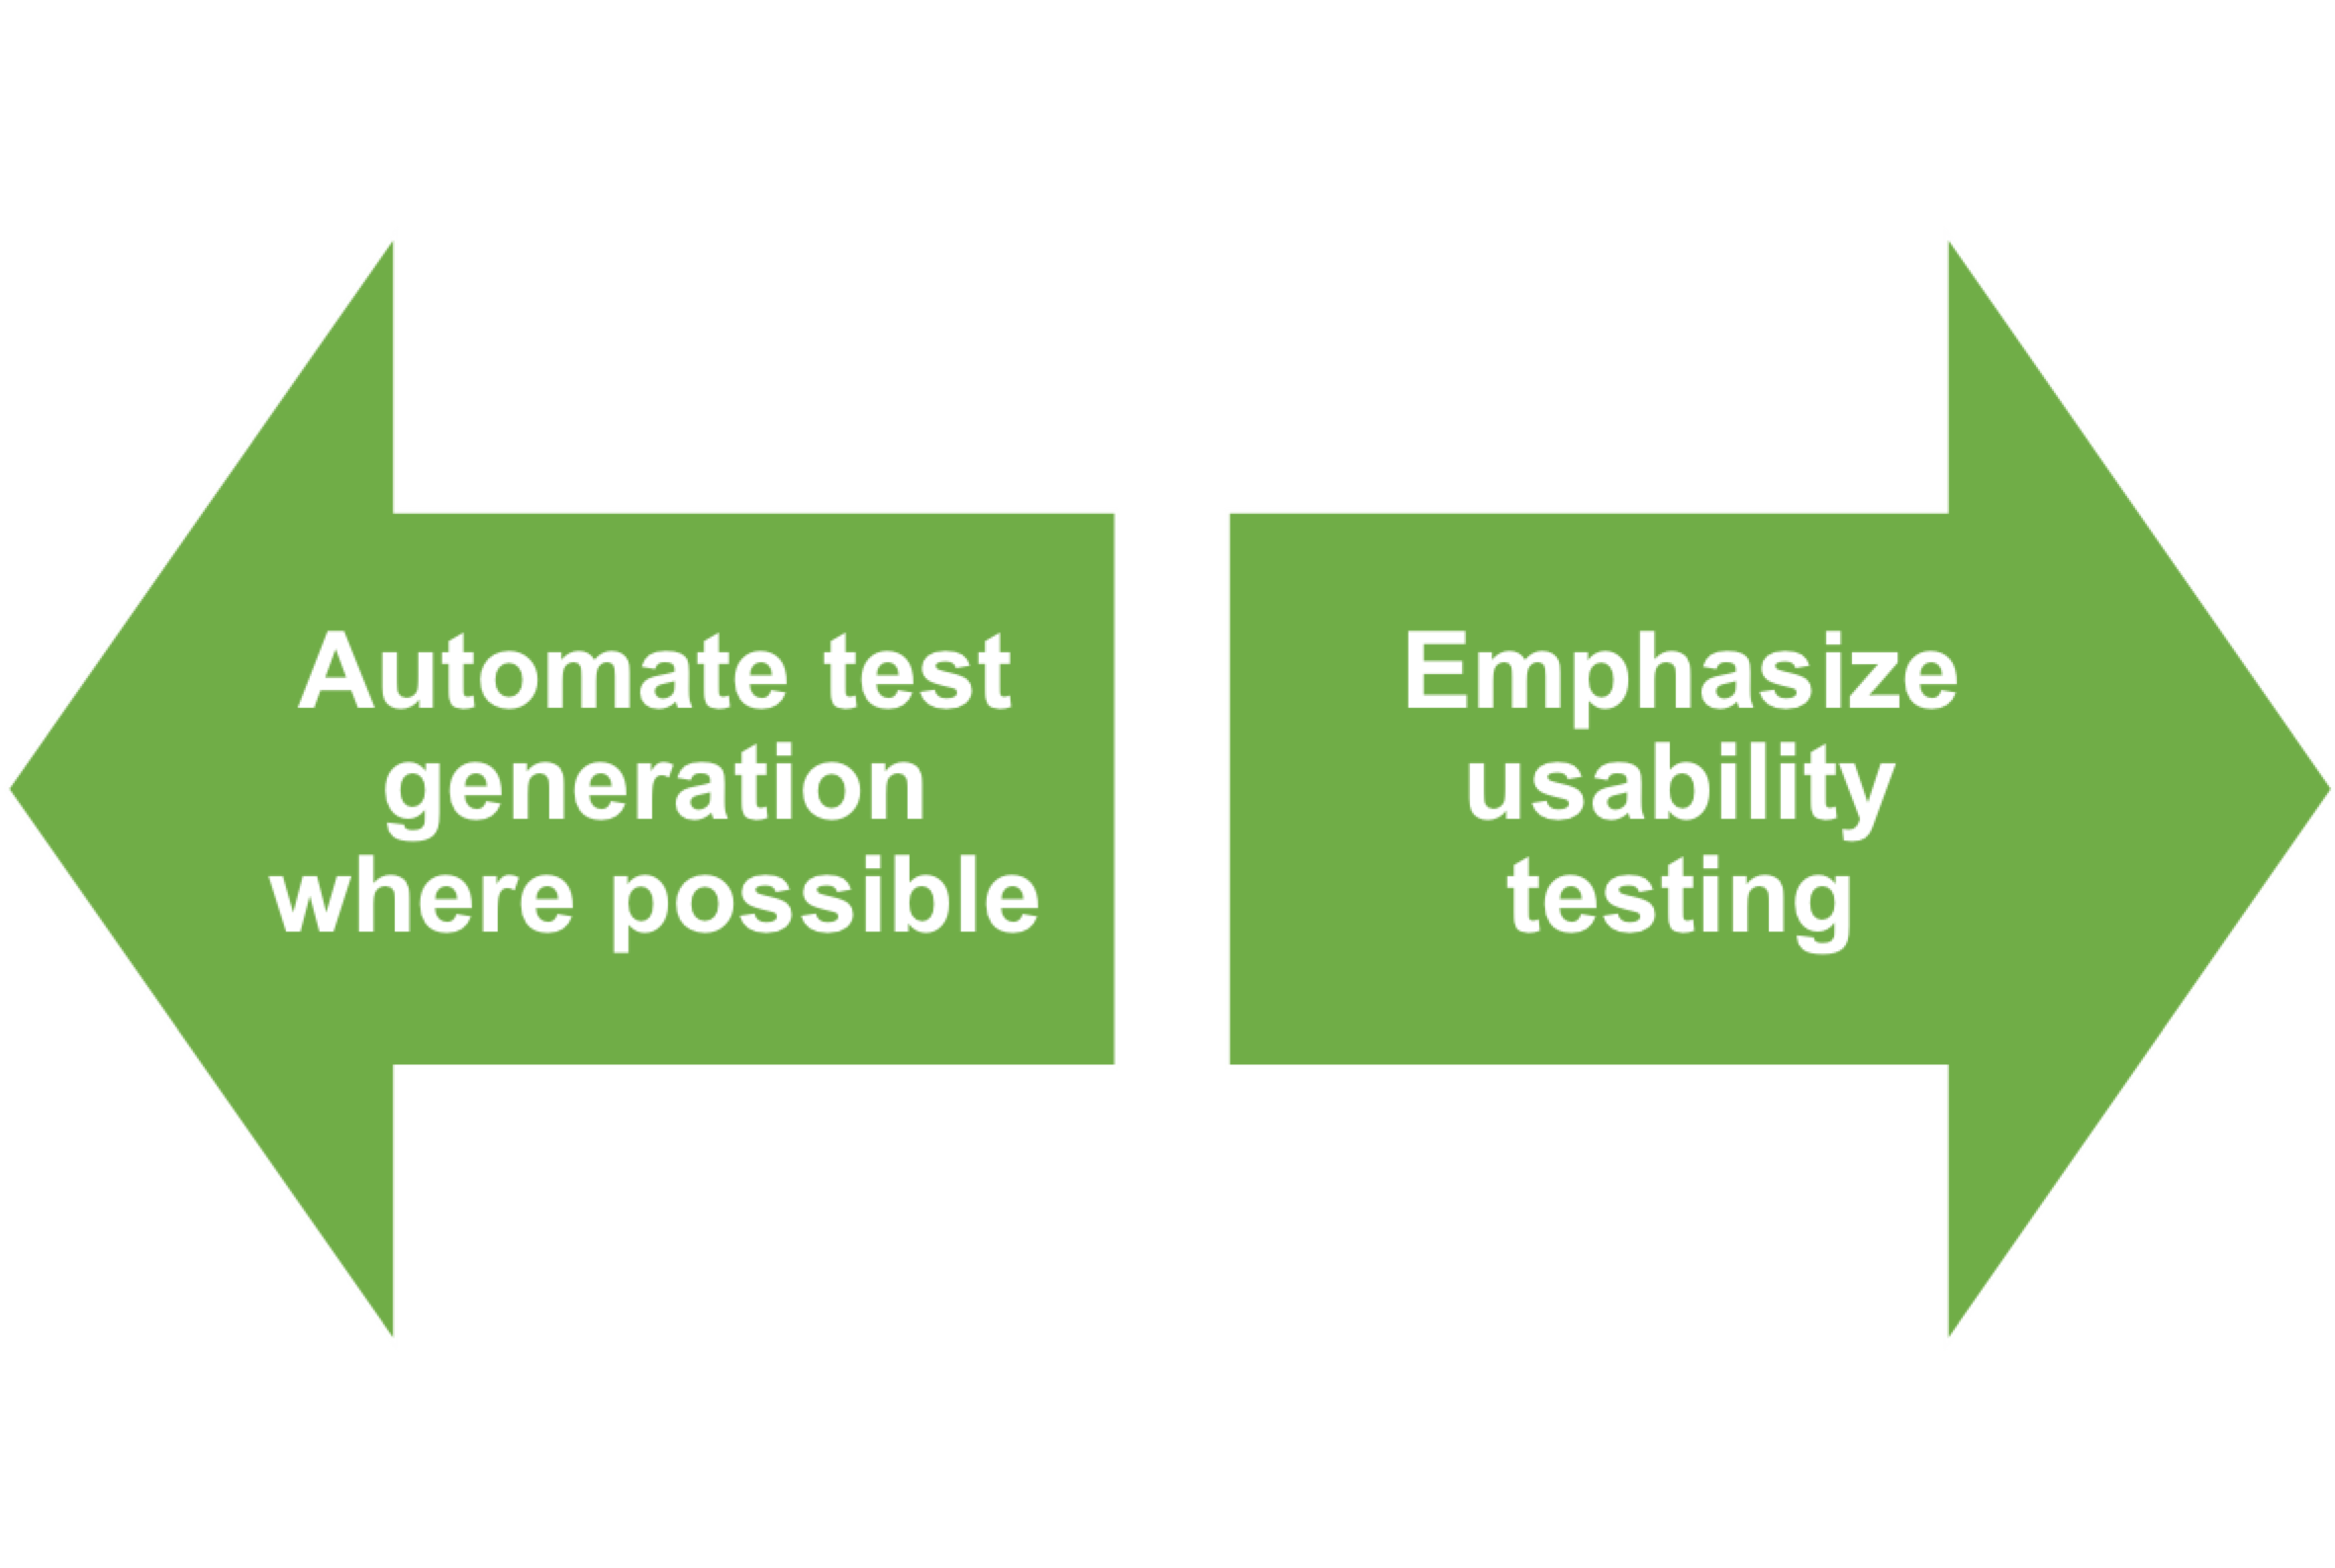 Automate test
generation
where possible
Emphasize
usability
testing